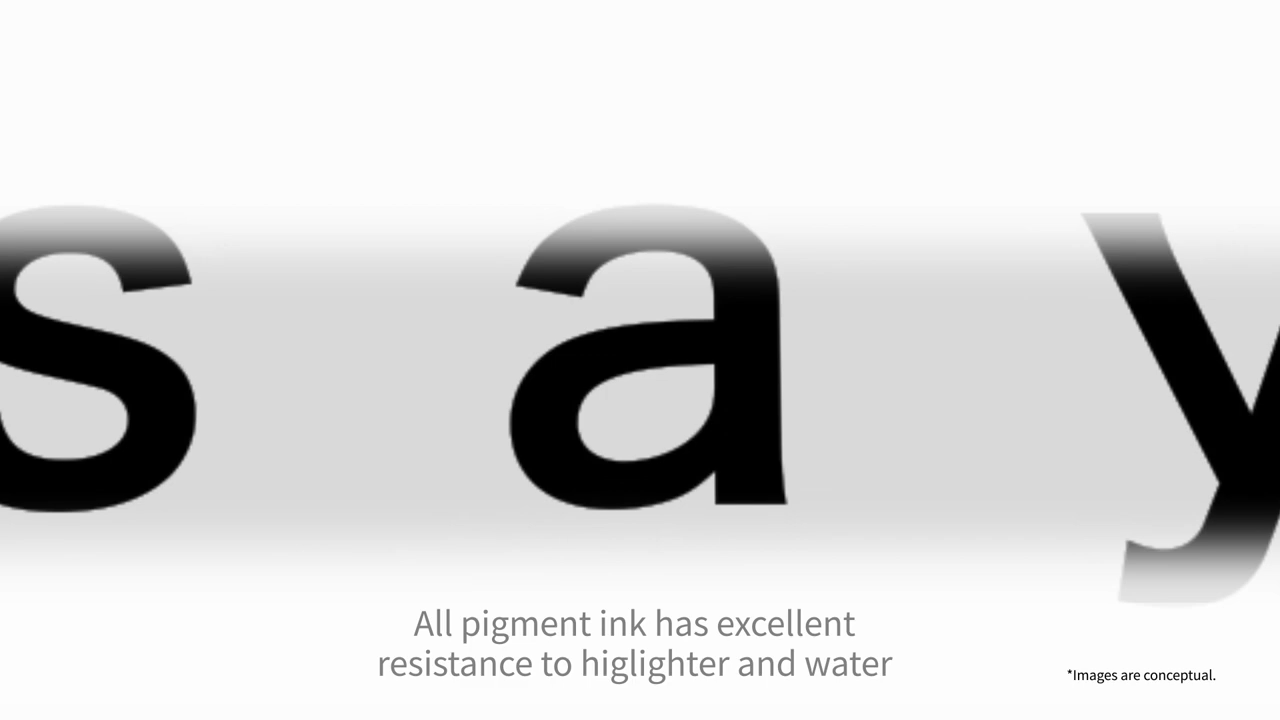 s a y
All pigment ink has excellent
resistance to higlighter and water
*Images are conceptual.